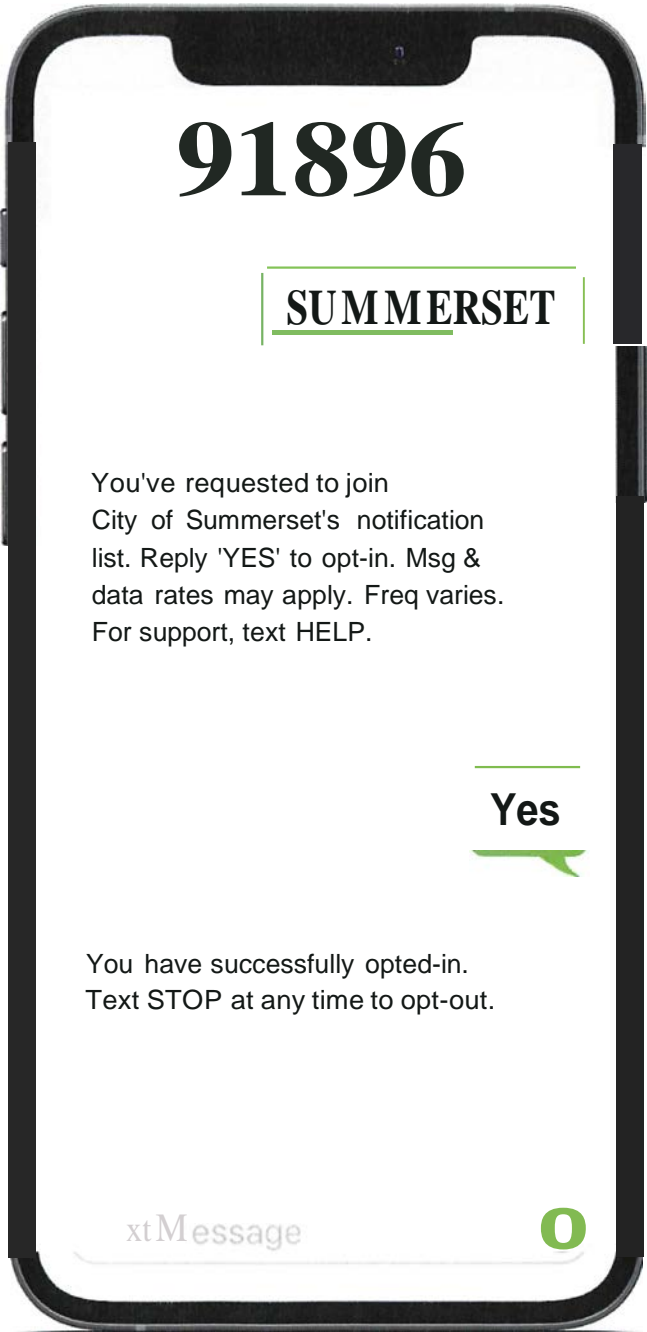 91896
SUMMERSET
You've requested to join
City of Summerset's notification
list. Reply 'YES' to opt-in. Msg &
data rates may apply. Freq varies.
For support, text HELP.
Yes
You have successfully opted-in.
Text STOP at any time to opt-out.
xtMessage
o